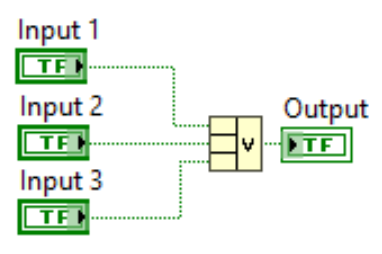 Input 1
TF
Input 2
Output
TF
V
TF
Input 3
TF